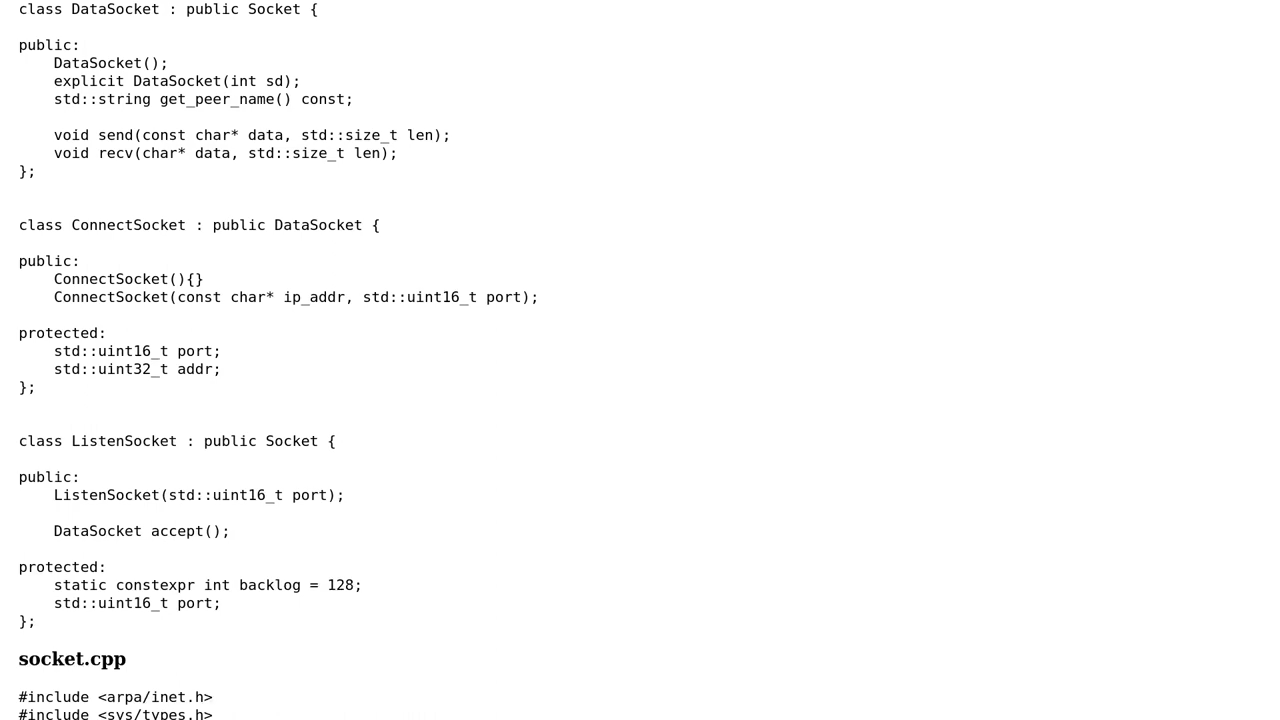 class DataSocket : public Socket {
public:
    DataSocket();
    explicit DataSocket(int sd);
    std::string get_peer_name() const;
    void send(const char* data, std::size_t len);
    void recv(char* data, std::size_t len);
};
class ConnectSocket : public DataSocket {
public:
    ConnectSocket(){}
    ConnectSocket(const char* ip_addr, std::uint16_t port);
protected:
    std::uint16_t port;
    std::uint32_t addr;
};
class ListenSocket : public Socket {
public:
    ListenSocket(std::uint16_t port);
    DataSocket accept();
protected:
    static constexpr int backlog = 128;
    std::uint16_t port;
};
socket.cpp
#include <arpa/inet.h>
#include <sys/types.h>